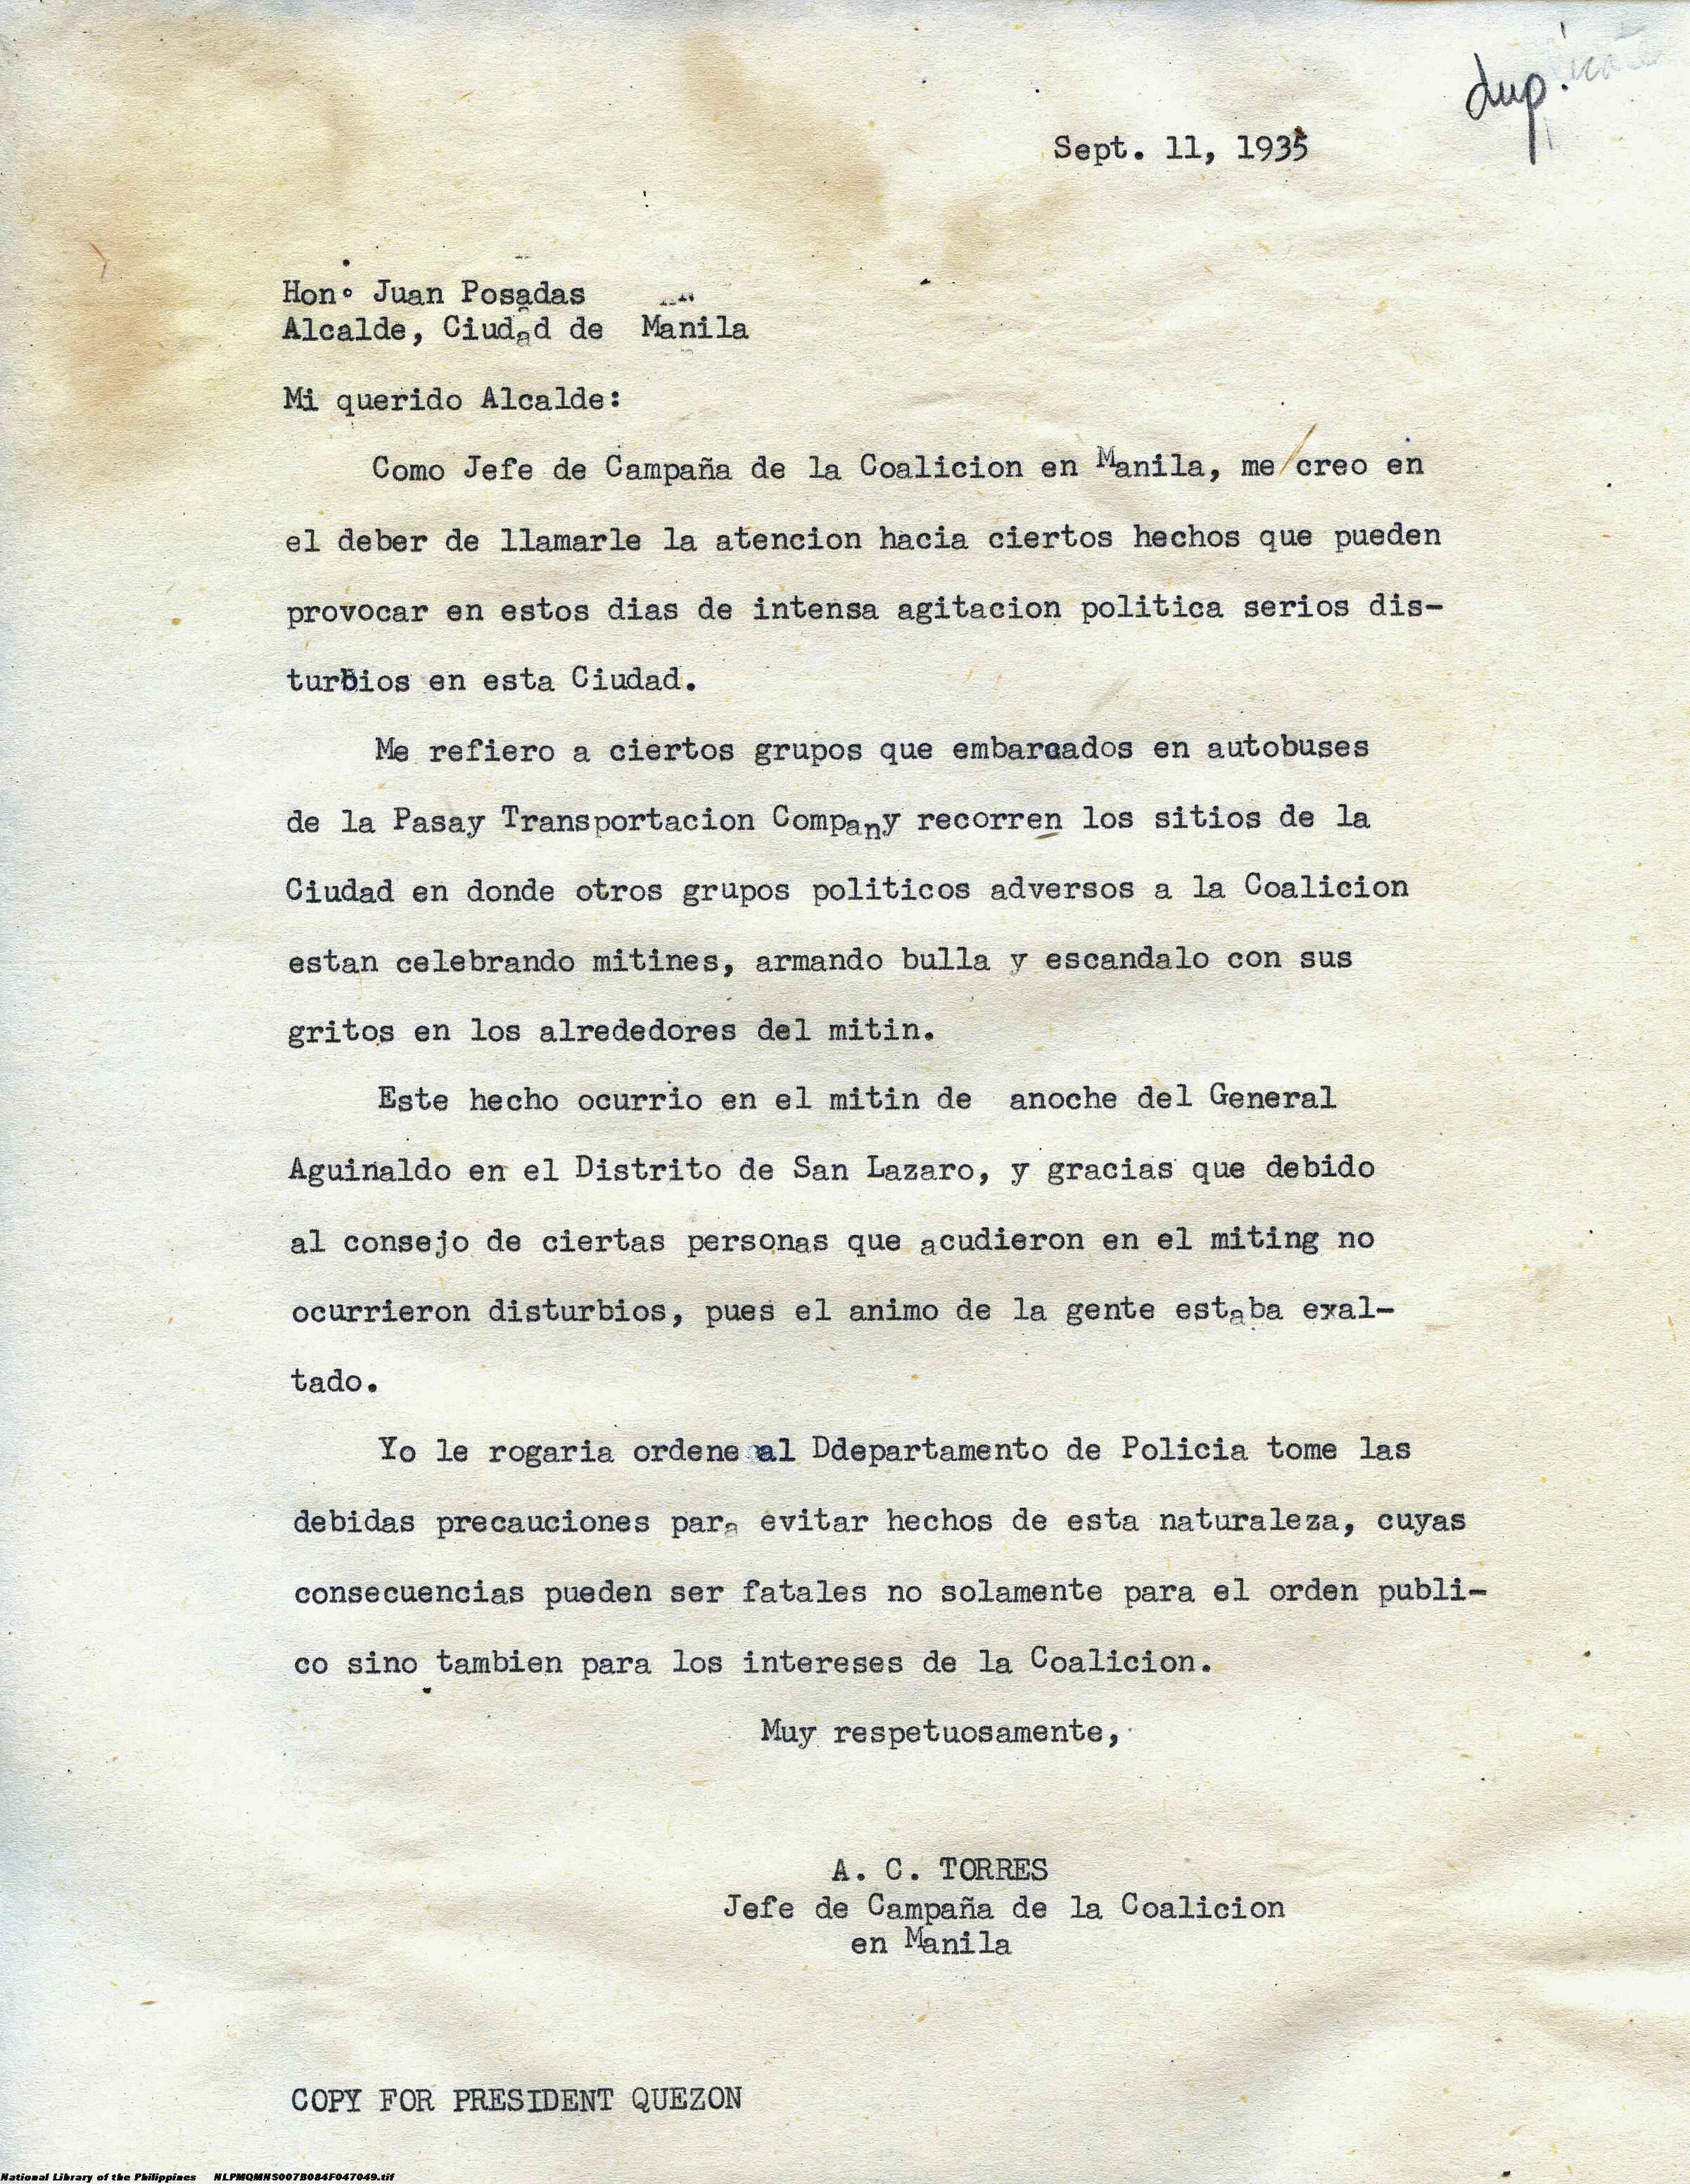 dup.
Sept. 11, 1935
Hon. Juan Posadas
Alcalde, Ciudad de Manila
Mi querido Alcalde:
Como Jefe de Campaña de la Coalicion en Manila, me creo en
el deber de llamarle la atencion hacia ciertos hechos que pueden
provocar en estos dias de intensa agitacion politica serios dis-
turbios en esta Ciudad.
Me refiero a ciertos grupos que embarcados en autobuses
de la Pasay Transportacion Company recorren los sitios de la
Ciudad en donde otros grupos politicos adversos a la Coalicion
estan celebrando mitines, armando bulla y escandalo con sus
gritos en los alrededores del mitin.
Este hecho ocurrio en el mitin de anoche del General
Aguinaldo en el Distrito de San Lazaro, y gracias que debido
al consejo de ciertas personas que acudieron en el miting no
ocurrieron disturbios, pues el animo de la gente estaba exal-
tado.
Yo le rogaria ordene al Ddepartamento de Policia tome las
debidas precauciones para evitar hechos de esta naturaleza, cuyas
consecuencias pueden ser fatales no solamente para el orden publi-
co sino tambien para los intereses de la Coalicion.
Muy respetuosamente,
A. C. TORRES
Jefe de Campaña de la Coalicion
en Manila
COPY FOR PRESIDENT QUEZON
National Library of the Philippines NLPMQMNS007B084F047049.tif